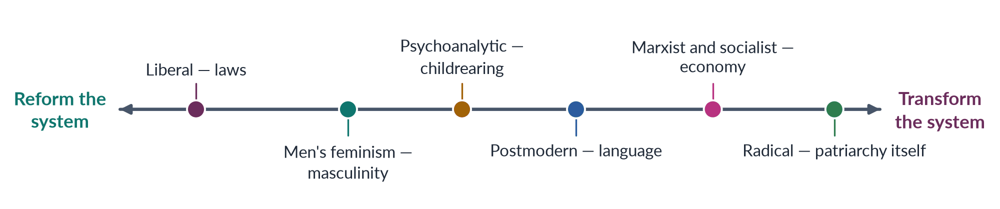 Reform the
system
Liberal — laws
Men's feminism —
masculinity
Psychoanalytic —
childrearing
Postmodern — language
Marxist and socialist —
economy
Radical — patriarchy itself
Transform
the system